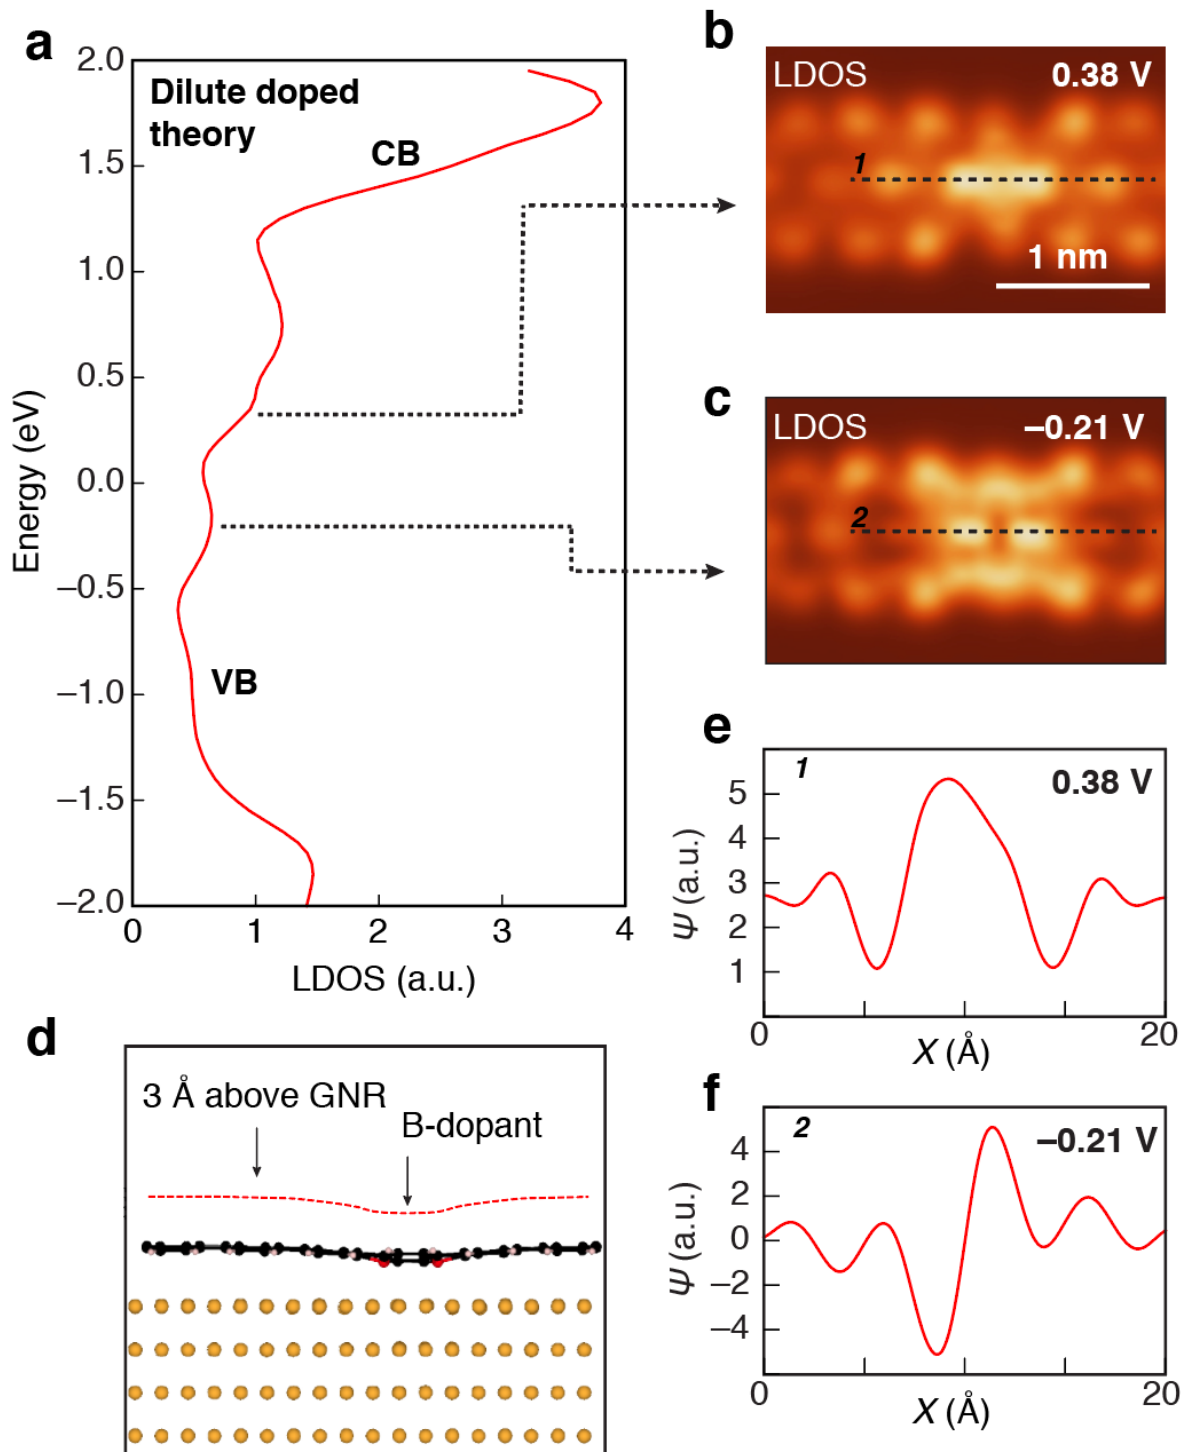 a
Dilute doped
theory
CB
VB
2.0
1.5
1.0
0.5
0.0
–0.5
–1.0
–1.5
–2.0
Energy (eV)
0 1 2 3 4
LDOS (a.u.)
b
LDOS 0.38 V
1
1 nm
c
LDOS –0.21 V
2
d
3 Å above GNR
B-dopant
e
1 0.38 V
5
4
3
2
1
Ψ (a.u.)
0 20
X (Å)
f
2 –0.21 V
4
2
0
–2
–4
Ψ (a.u.)
0 20
X (Å)